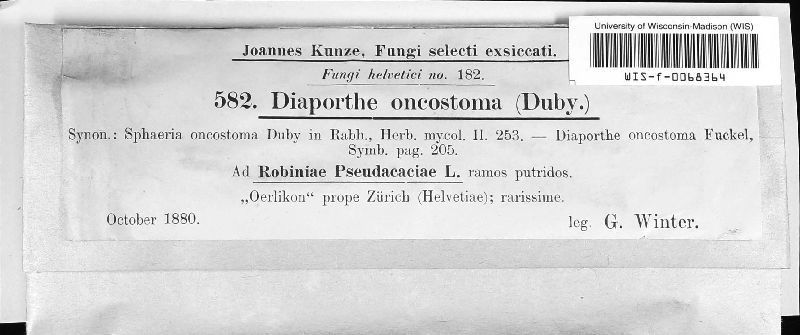 University of Wisconsin-Madison (WIS)
WIS-f-0068364
Joannes Kunze, Fungi selecti exsiccati.
Fungi helvetici no. 182.
582. Diaporthe oncostoma (Duby.)
Synon.: Sphaeria oncostoma Duby in Rabh., Herb. mycol. II. 253. — Diaporthe oncostoma Fuckel,
Symb. pag. 205.
Ad Robiniae Pseudacaciae L. ramos putridos.
„Oerlikon“ prope Zürich (Helvetiae); rarissime.
October 1880.
leg. G. Winter.